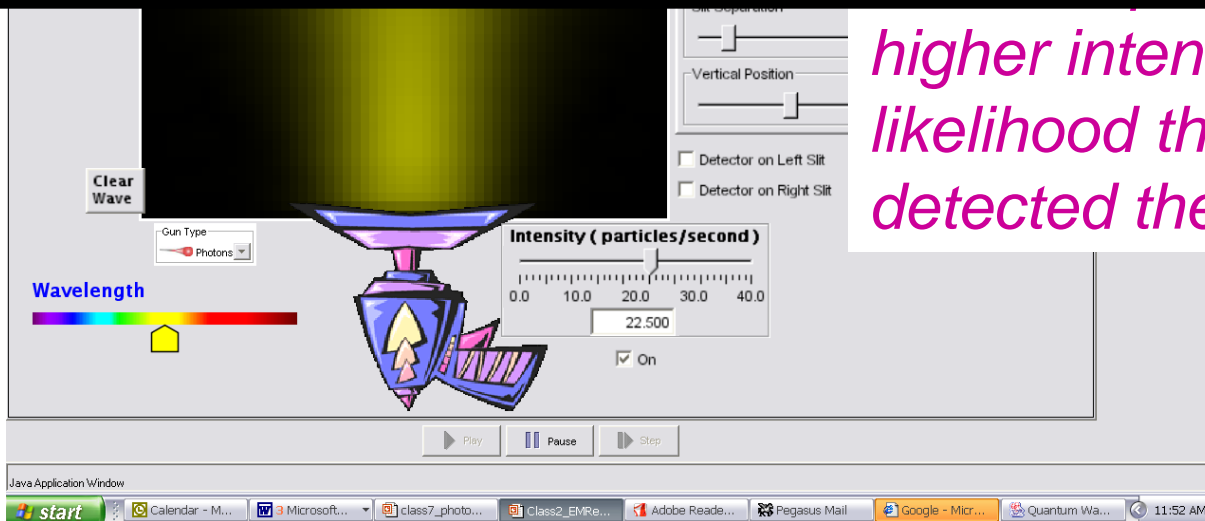 Slit Separation
higher inten
Vertical Position
likelihood th
Detector on Left Slit
Detector on Right Slit
detected the
Clear
Wave
Gun Type
Photons
Intensity ( particles/second )
0.0 10.0 20.0 30.0 40.0
22.500
On
Wavelength
Play Pause Step
Java Application Window
start Calendar - M... 3 Microsoft... class7_photo... Class2_EMRe... Adobe Reade... Pegasus Mail Google - Micr... Quantum Wa... 11:52 AM